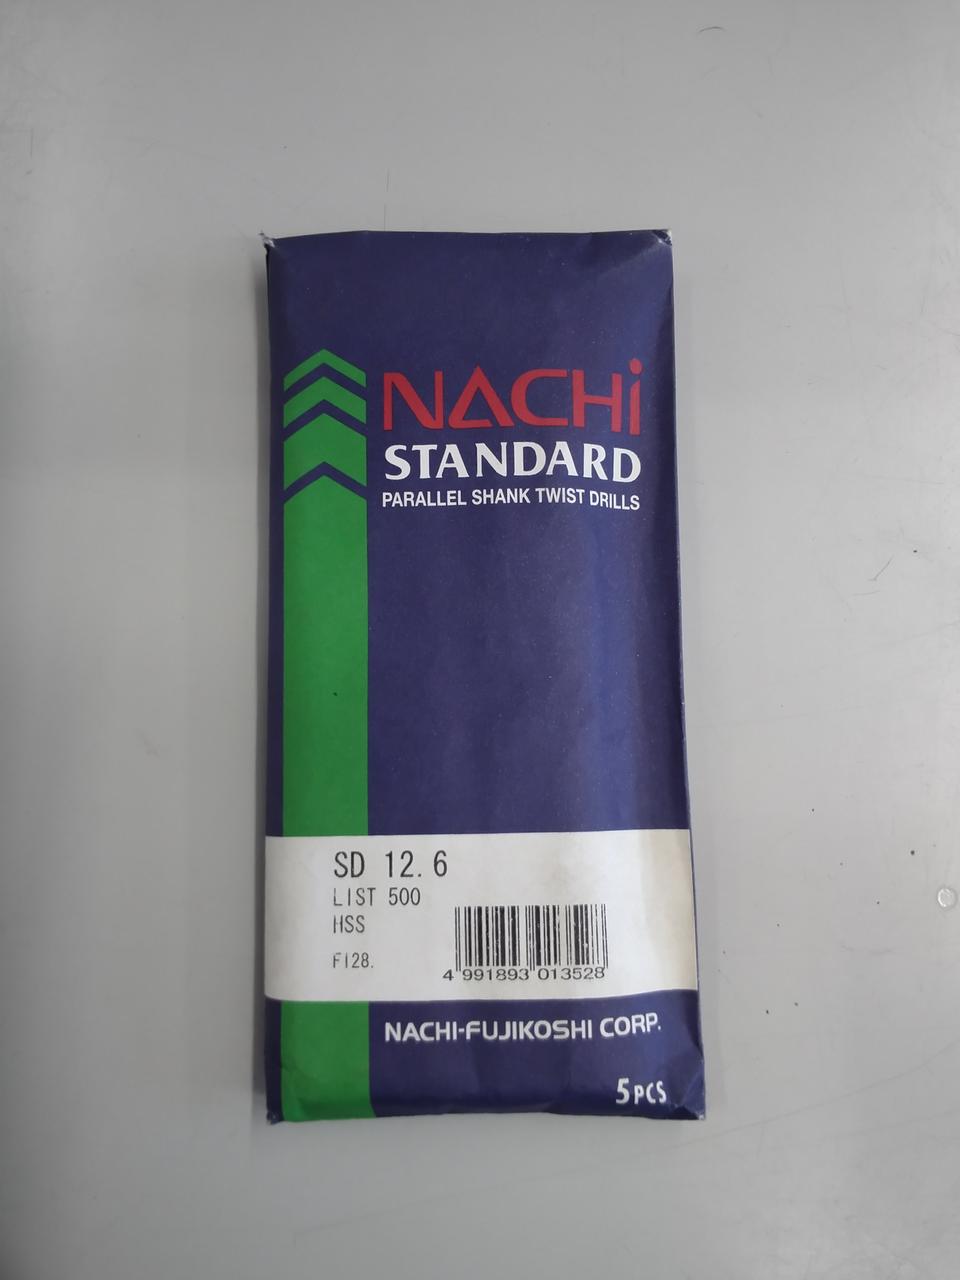 NACHi
STANDARD
PARALLEL SHANK TWIST DRILLS
SD 12.6
LIST 500
HSS
FI28.
4 991893 013528
NACHI-FUJIKOSHI CORP.
5PCS